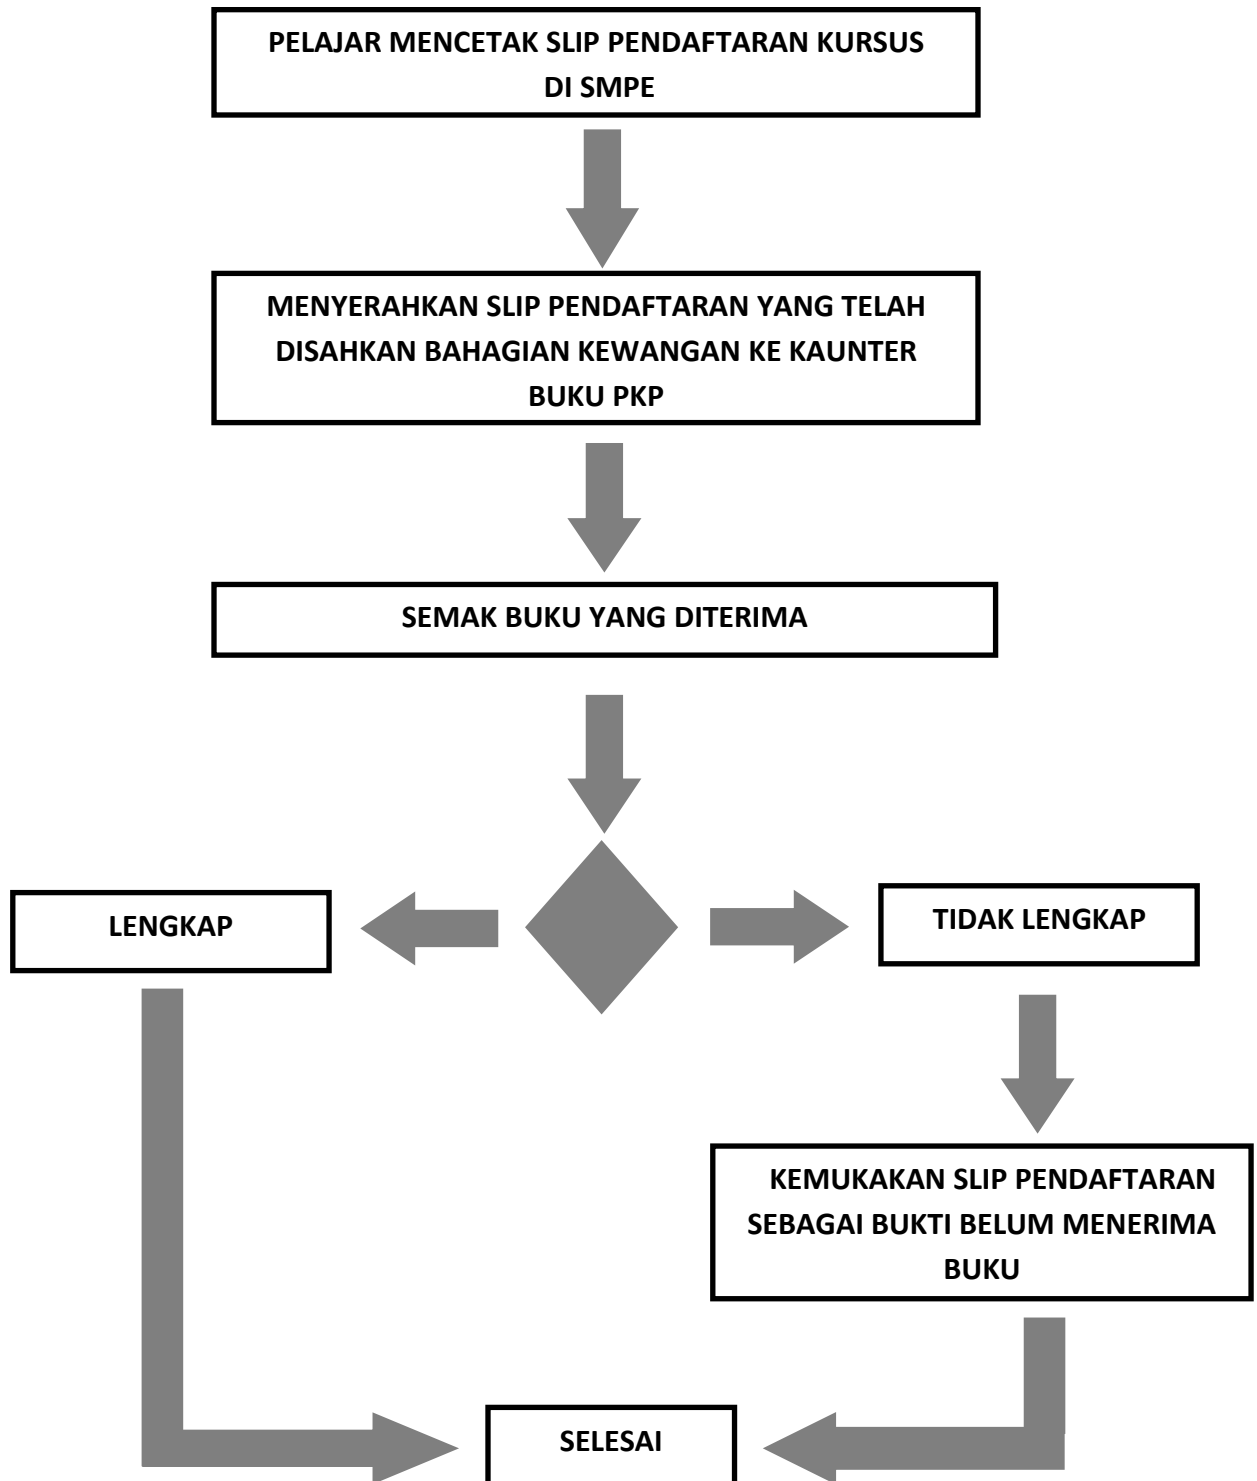 PELAJAR MENCETAK SLIP PENDAFTARAN KURSUS
DI SMPE
MENYERAHKAN SLIP PENDAFTARAN YANG TELAH
DISAHKAN BAHAGIAN KEWANGAN KE KAUNTER
BUKU PKP
SEMAK BUKU YANG DITERIMA
LENGKAP
TIDAK LENGKAP
KEMUKAKAN SLIP PENDAFTARAN
SEBAGAI BUKTI BELUM MENERIMA
BUKU
SELESAI